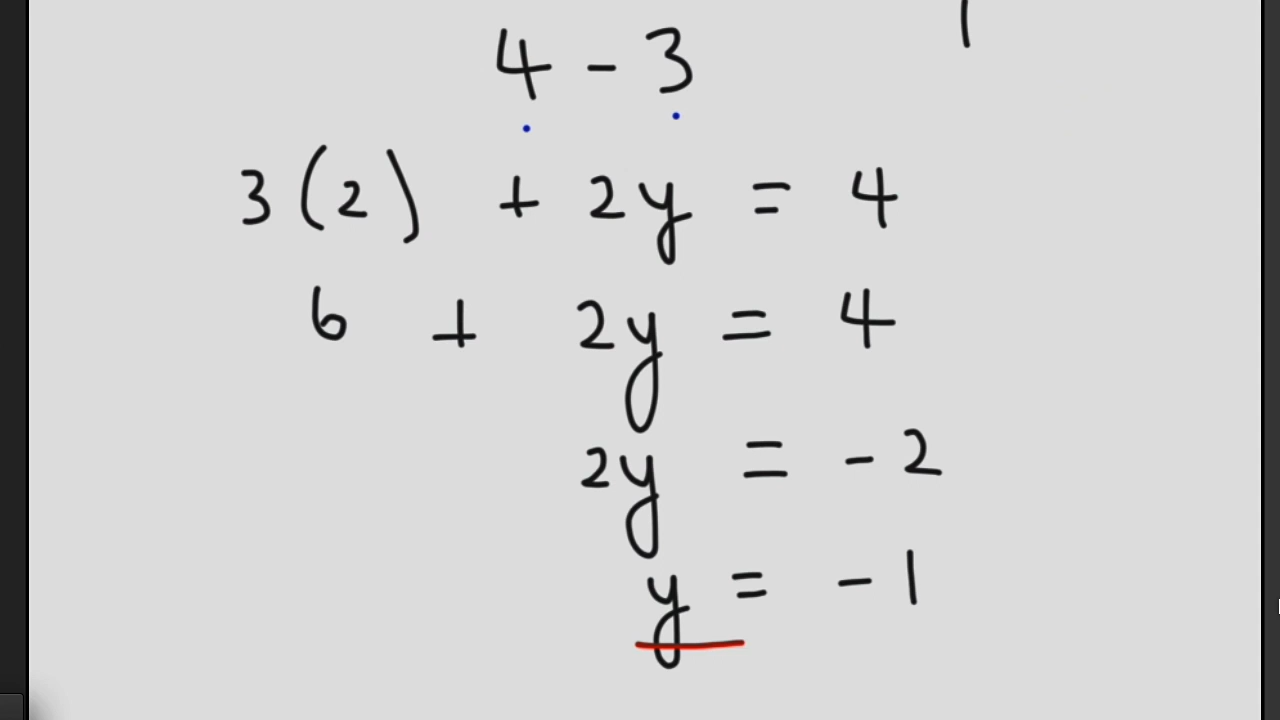 4 - 3
3(2) + 2y = 4
6 + 2y = 4
2y = -2
y = -1